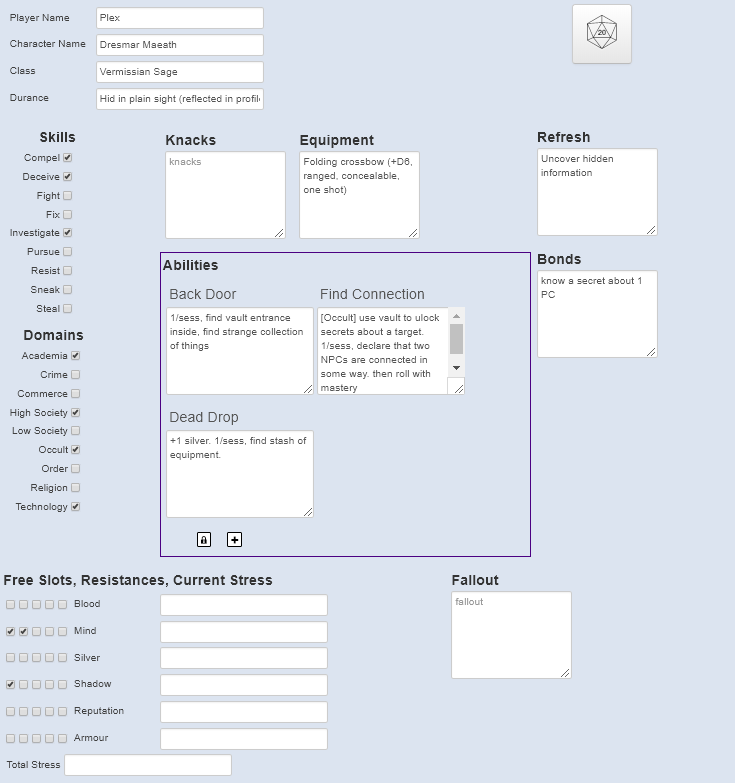 Player Name Plex
Character Name Dresmar Maeath
Class Vermissian Sage
Durance Hid in plain sight (reflected in profil
20
Skills
Compel
Deceive
Fight
Fix
Investigate
Pursue
Resist
Sneak
Steal
Domains
Academia
Crime
Commerce
High Society
Low Society
Occult
Order
Religion
Technology
Knacks
knacks
Equipment
Folding crossbow (+D6,
ranged, concealable,
one shot)
Refresh
Uncover hidden
information
Abilities
Back Door
1/sess, find vault entrance
inside, find strange collection
of things
Find Connection
[Occult] use vault to ulock
secrets about a target.
1/sess, declare that two
NPCs are connected in
some way. then roll with
mastery
Dead Drop
+1 silver. 1/sess, find stash of
equipment.
Bonds
know a secret about 1
PC
Free Slots, Resistances, Current Stress
Blood
Mind
Silver
Shadow
Reputation
Armour
Total Stress
Fallout
fallout